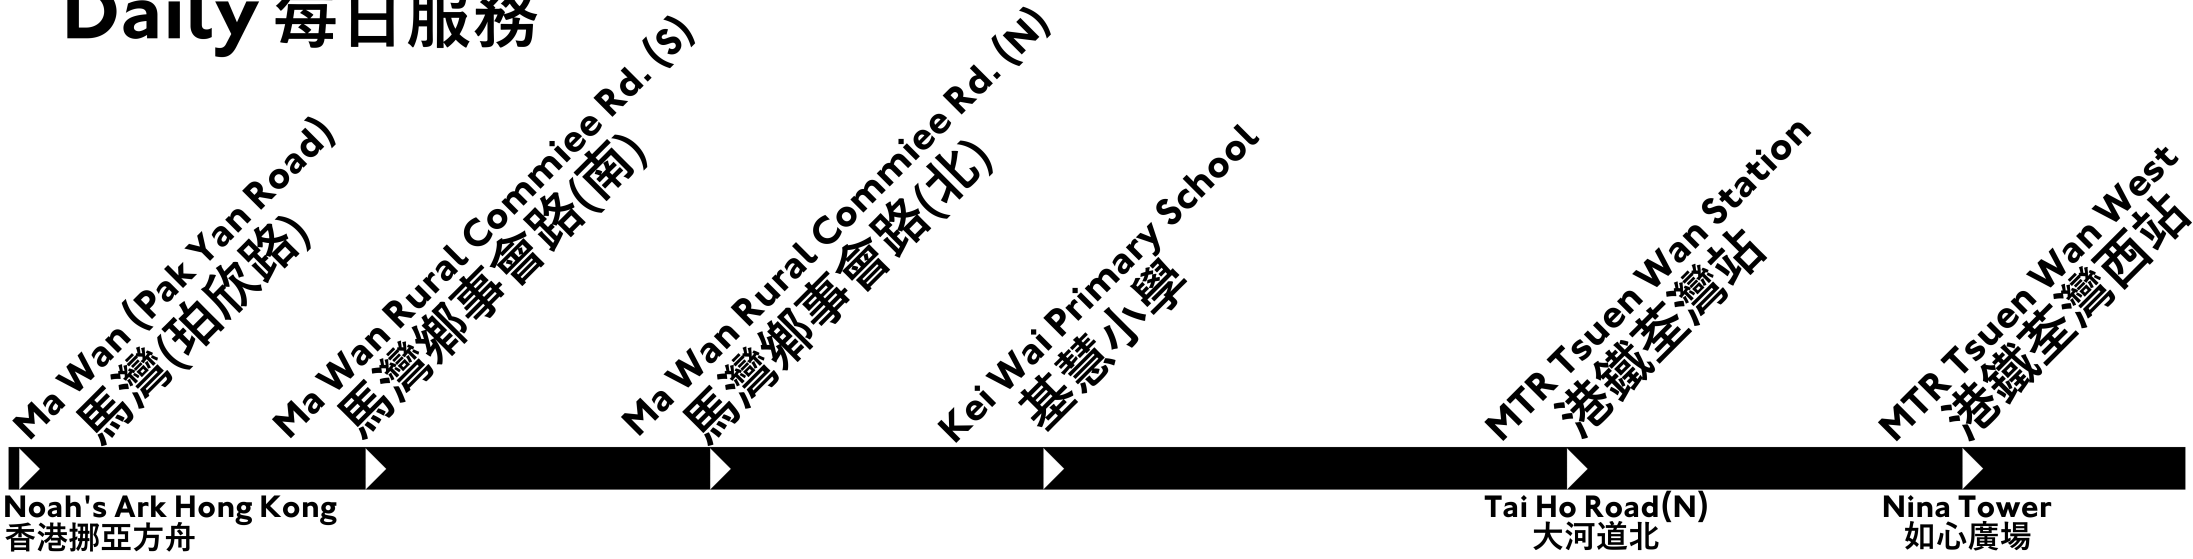 Daily 每日服務
Ma Wan (Pak Yan Road)
馬灣(珀欣路)
Ma Wan Rural Commiee Rd. (S)
馬灣鄉事會路(南)
Ma Wan Rural Commiee Rd. (N)
馬灣鄉事會路(北)
Kei Wai Primary School
基慧小學
MTR Tsuen Wan Station
港鐵荃灣站
MTR Tsuen Wan West
港鐵荃灣西站
Noah's Ark Hong Kong
香港挪亞方舟
Tai Ho Road(N)
大河道北
Nina Tower
如心廣場